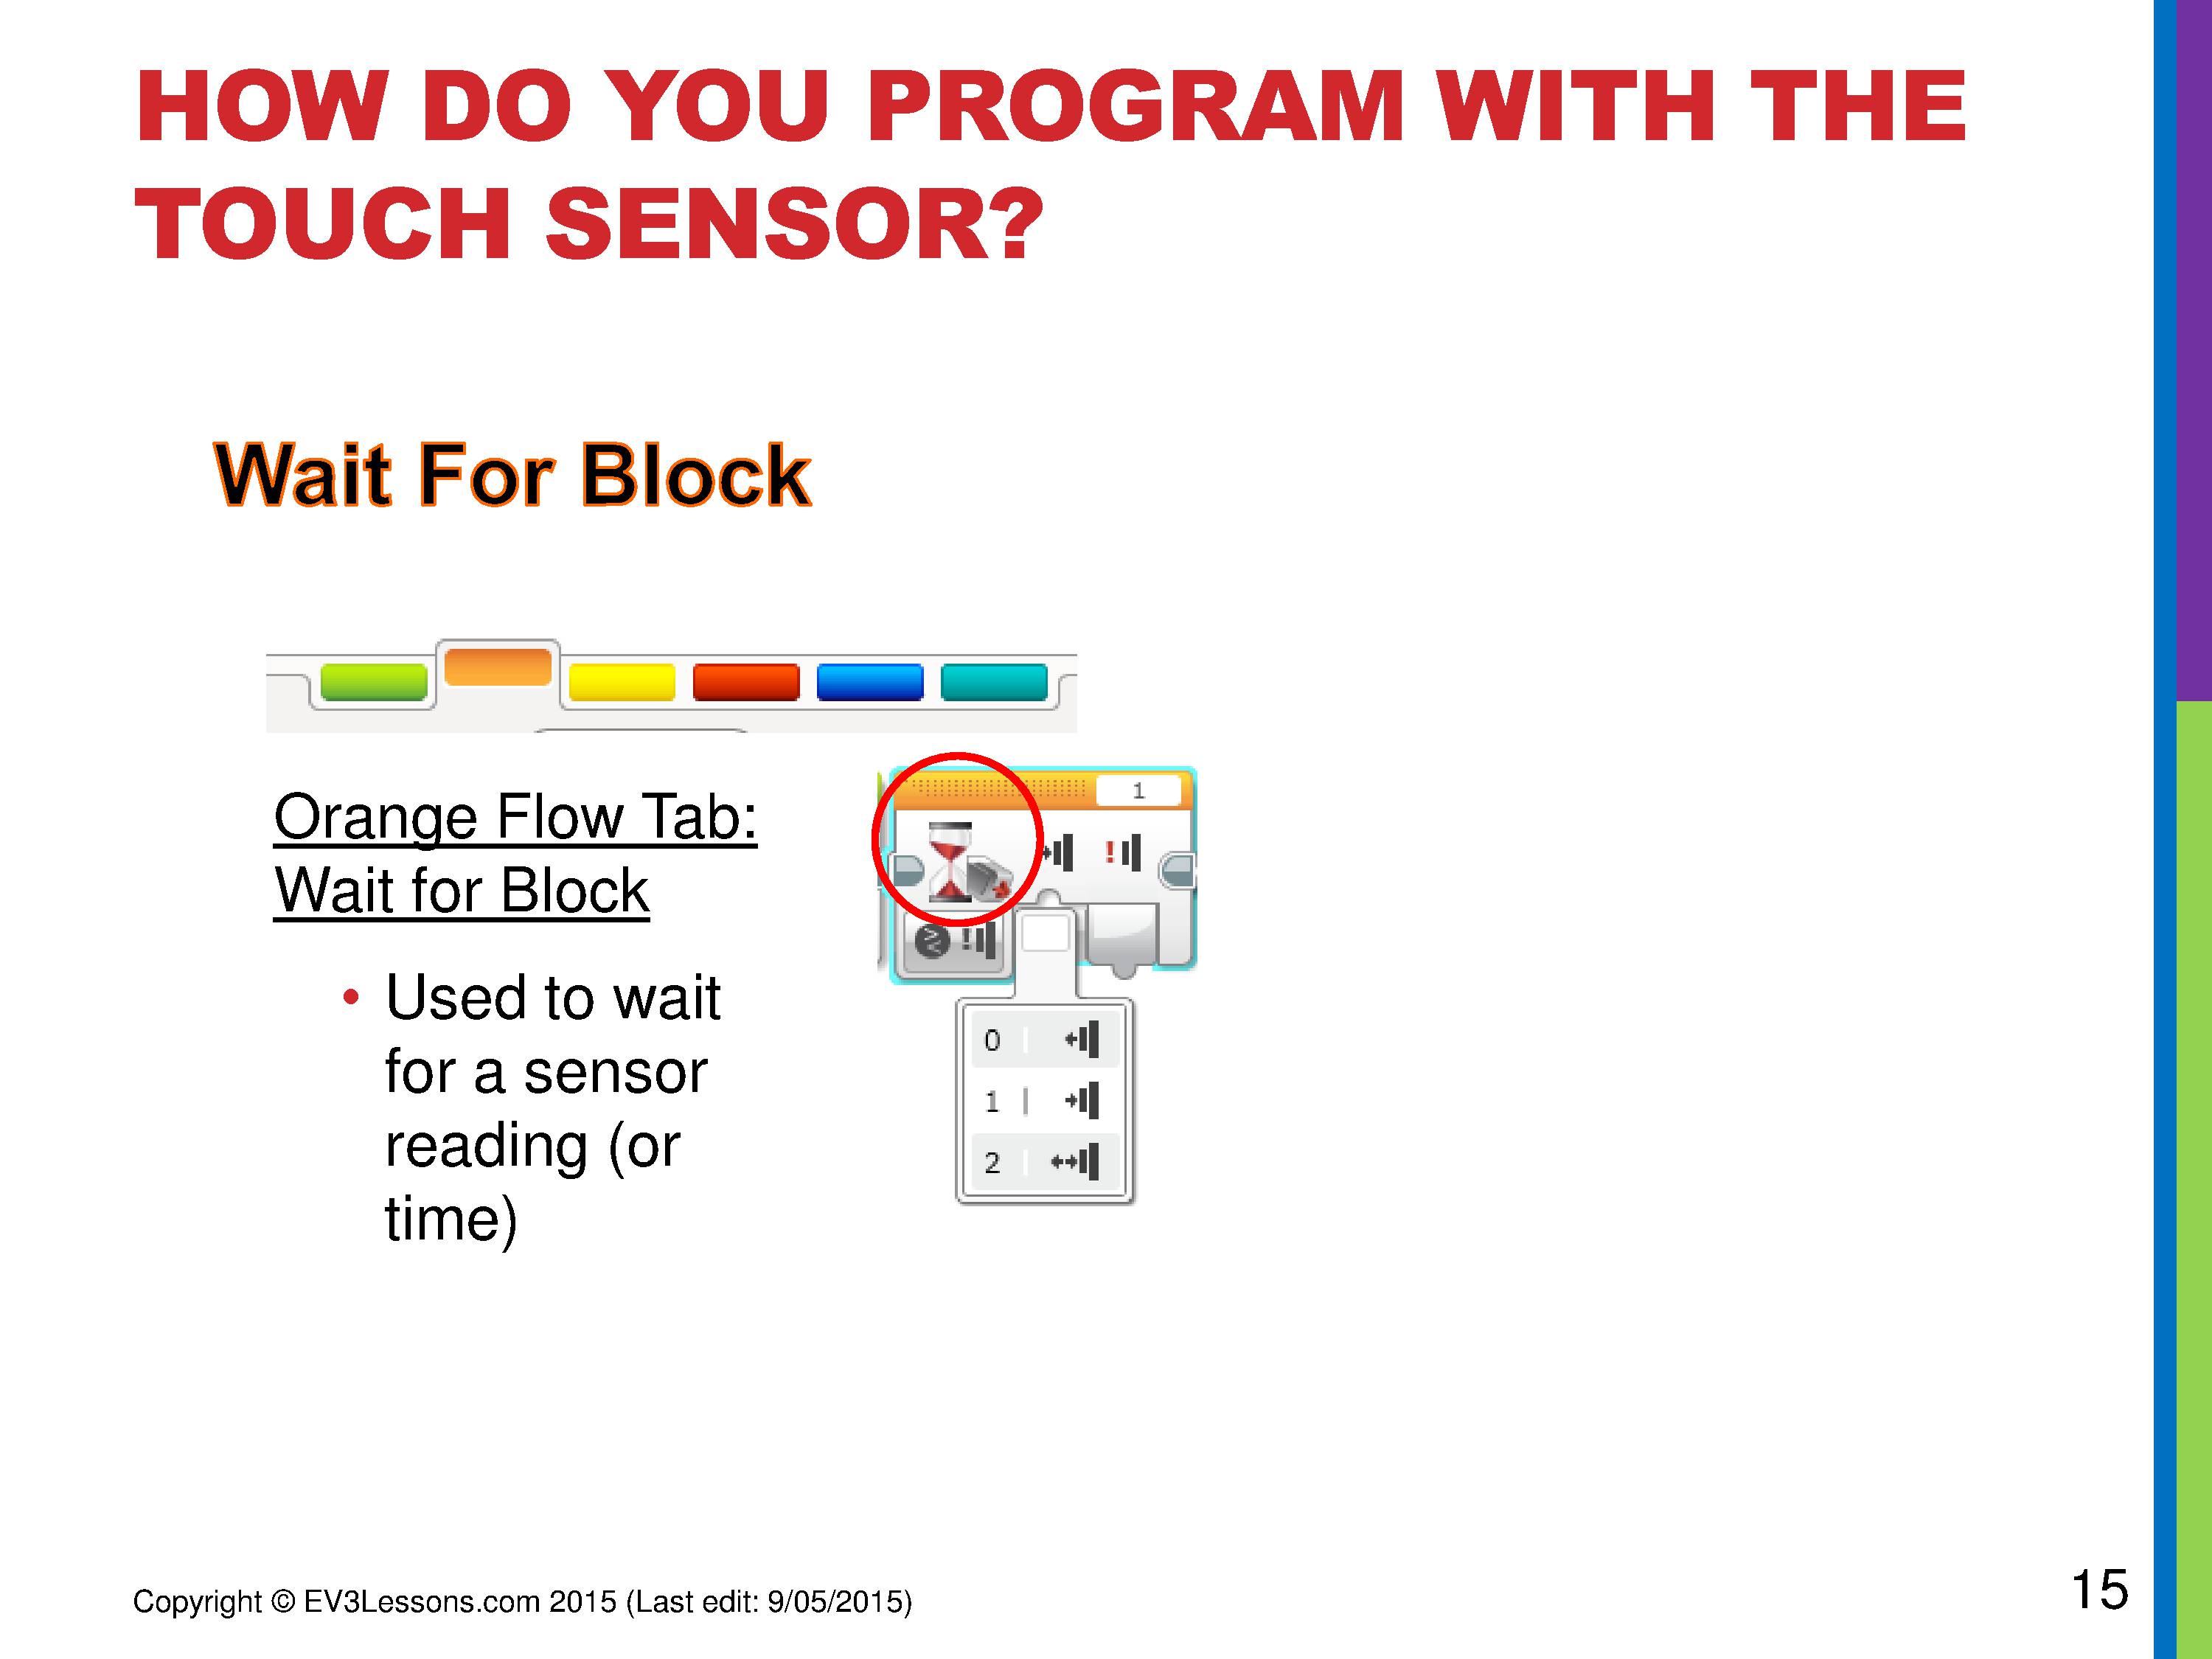 HOW DO YOU PROGRAM WITH THE
TOUCH SENSOR?
Wait For Block
Orange Flow Tab:
Wait for Block
• Used to wait
for a sensor
reading (or
time)
1
!
!
0
1
2
Copyright © EV3Lessons.com 2015 (Last edit: 9/05/2015)
15